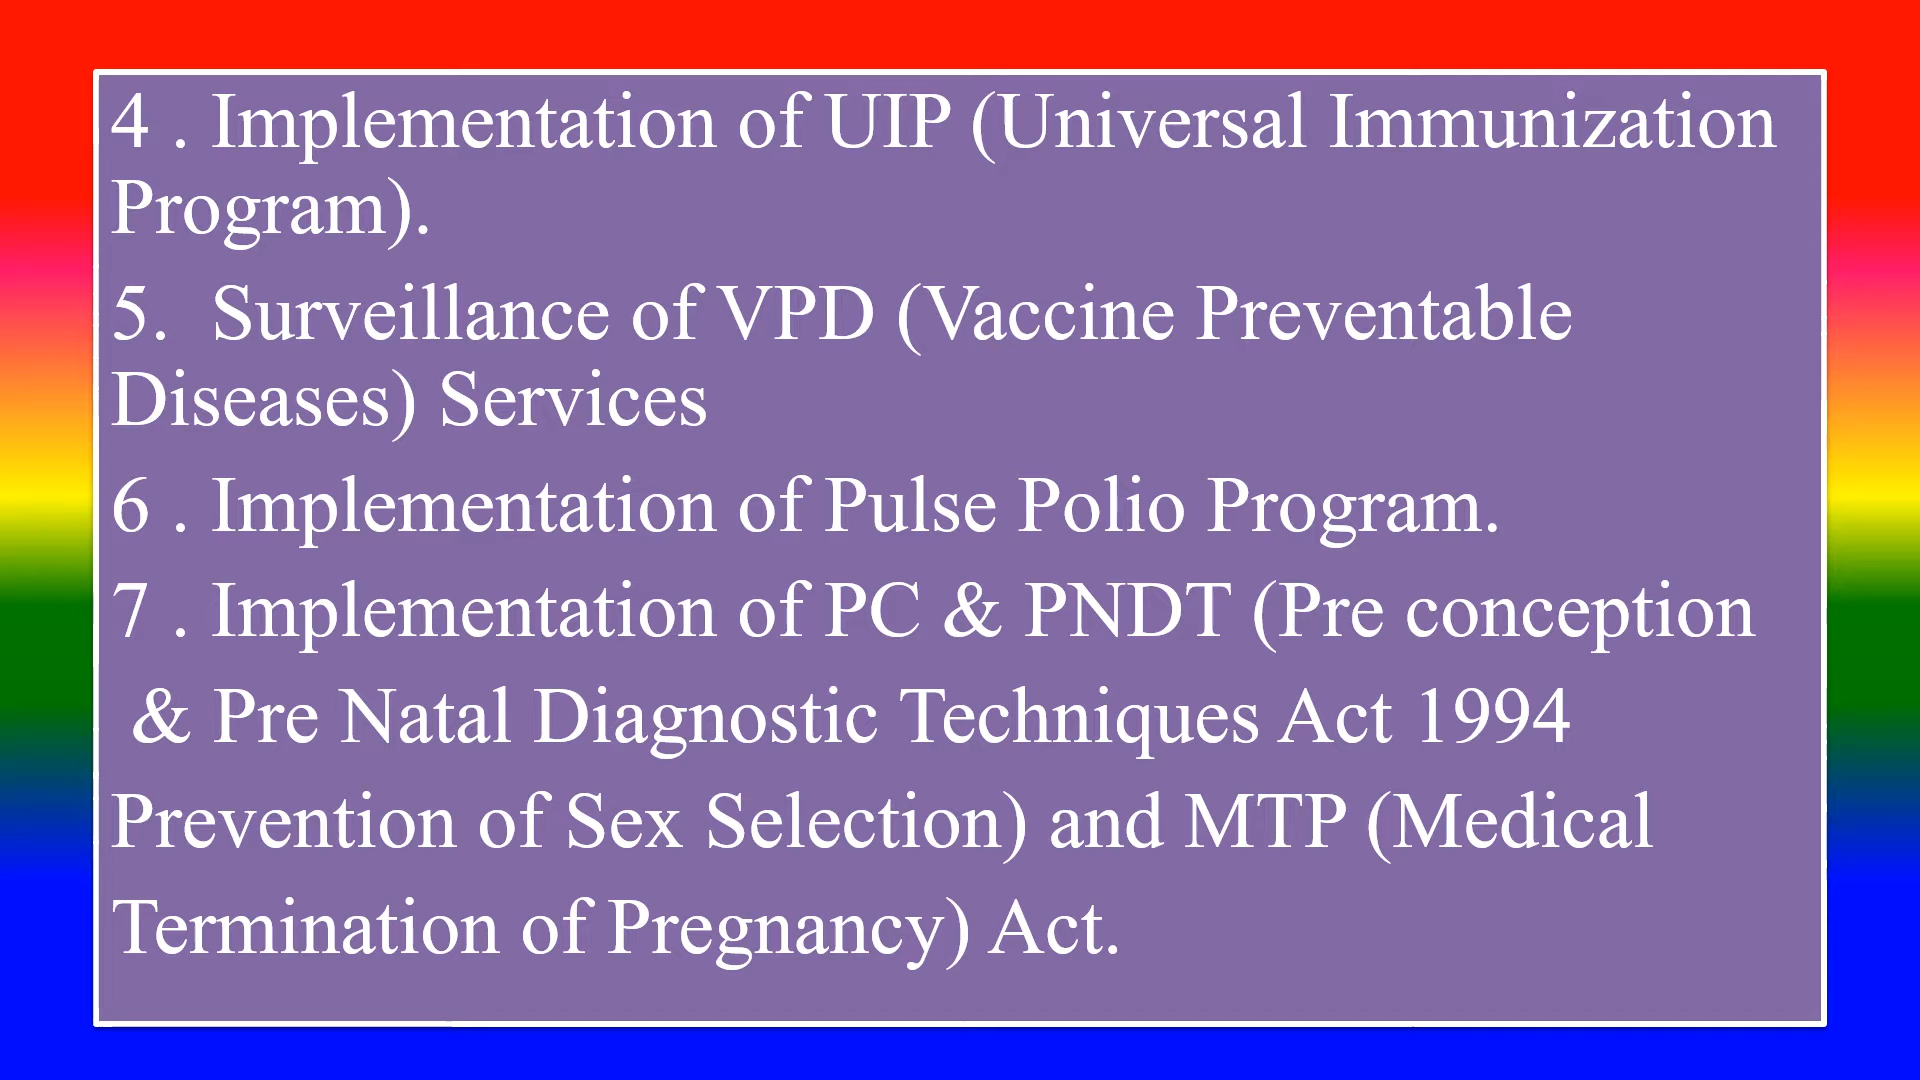 4 . Implementation of UIP (Universal Immunization
Program).
5.  Surveillance of VPD (Vaccine Preventable
Diseases) Services
6 . Implementation of Pulse Polio Program.
7 . Implementation of PC & PNDT (Pre conception
& Pre Natal Diagnostic Techniques Act 1994
Prevention of Sex Selection) and MTP (Medical
Termination of Pregnancy) Act.